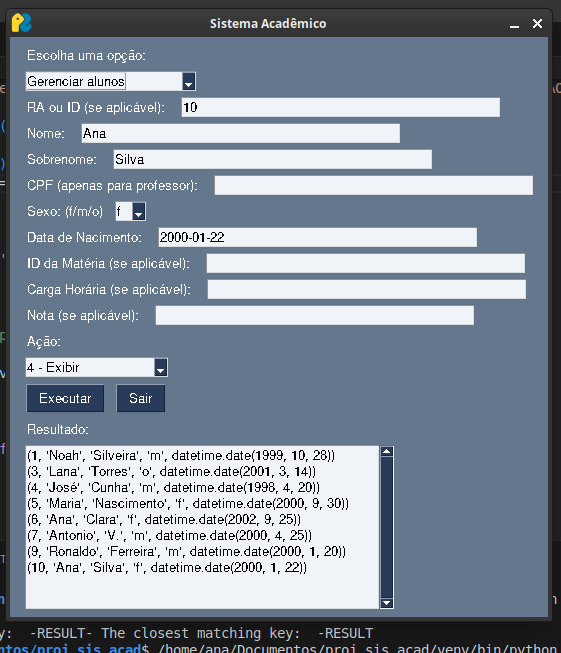 Sistema Acadêmico
Escolha uma opção:
Gerenciar alunos
RA ou ID (se aplicável): 10
Nome: Ana
Sobrenome: Silva
CPF (apenas para professor):
Sexo: (f/m/o) f
Data de Nacimento: 2000-01-22
ID da Matéria (se aplicável):
Carga Horária (se aplicável):
Nota (se aplicável):
Ação:
4 - Exibir
Executar Sair
Resultado:
(1, 'Noah', 'Silveira', 'm', datetime.date(1999, 10, 28))
(3, 'Lana', 'Torres', 'o', datetime.date(2001, 3, 14))
(4, 'José', 'Cunha', 'm', datetime.date(1998, 4, 20))
(5, 'Maria', 'Nascimento', 'f', datetime.date(2000, 9, 30))
(6, 'Ana', 'Clara', 'f', datetime.date(2002, 9, 25))
(7, 'Antonio', 'V.', 'm', datetime.date(2000, 4, 25))
(9, 'Ronaldo', 'Ferreira', 'm', datetime.date(2000, 1, 20))
(10, 'Ana', 'Silva', 'f', datetime.date(2000, 1, 22))
y: -RESULT- The closest matching key: -RESULT
ntos/proj_sis_acad$ /home/ana/Documentos/proj_sis_acad/venv/bin/python